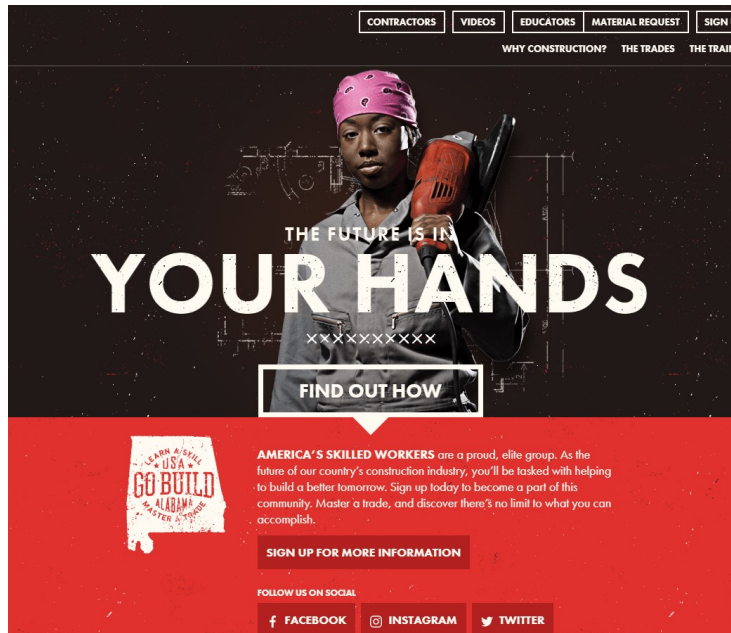 CONTRACTORS VIDEOS EDUCATORS MATERIAL REQUEST SIGN
WHY CONSTRUCTION? THE TRADES THE
THE FUTURE IS IN
YOUR HANDS
XXXXXXXXXX
FIND OUT HOW
LEARN A SKILL
USA
GO BUILD
ALABAMA
MASTER A TRADE
AMERICA'S SKILLED WORKERS are a proud, elite group. As the
future of our country's construction industry, you'll be tasked with helping
to build a better tomorrow. Sign up today to become a part of this
community. Master a trade, and discover there's no limit to what you can
accomplish.
SIGN UP FOR MORE INFORMATION
FOLLOW US ON SOCIAL
FACEBOOK INSTAGRAM TWITTER